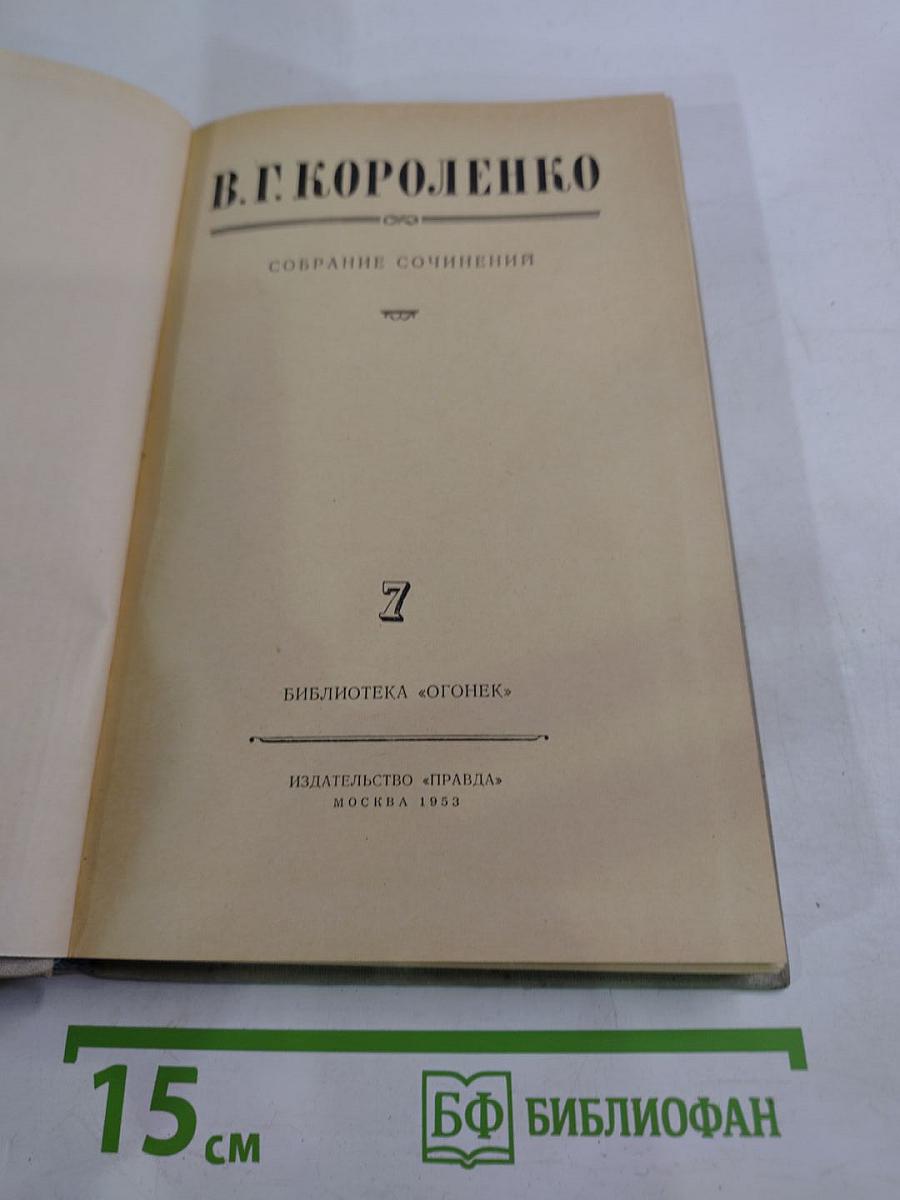 В. Г. КОРОЛЕНКО
СОБРАНИЕ СОЧИНЕНИЙ
7
БИБЛИОТЕКА «ОГОНЕК»
ИЗДАТЕЛЬСТВО «ПРАВДА»
МОСКВА 1953
15 см
БФ БИБЛИОФАН